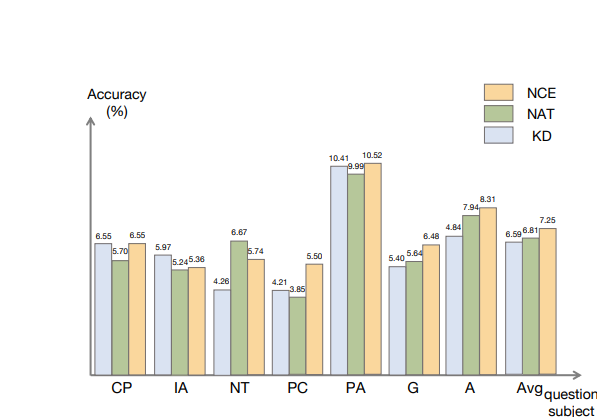 Accuracy
(%)
NCE
NAT
KD
6.55 5.70 6.55
5.97 5.24 5.36
4.26 6.67 5.74
4.21 3.85 5.50
10.41 9.99 10.52
5.40 5.64 6.48
4.84 7.94 8.31
6.59 6.81 7.25
CP IA NT PC PA G A Avg
question
subject